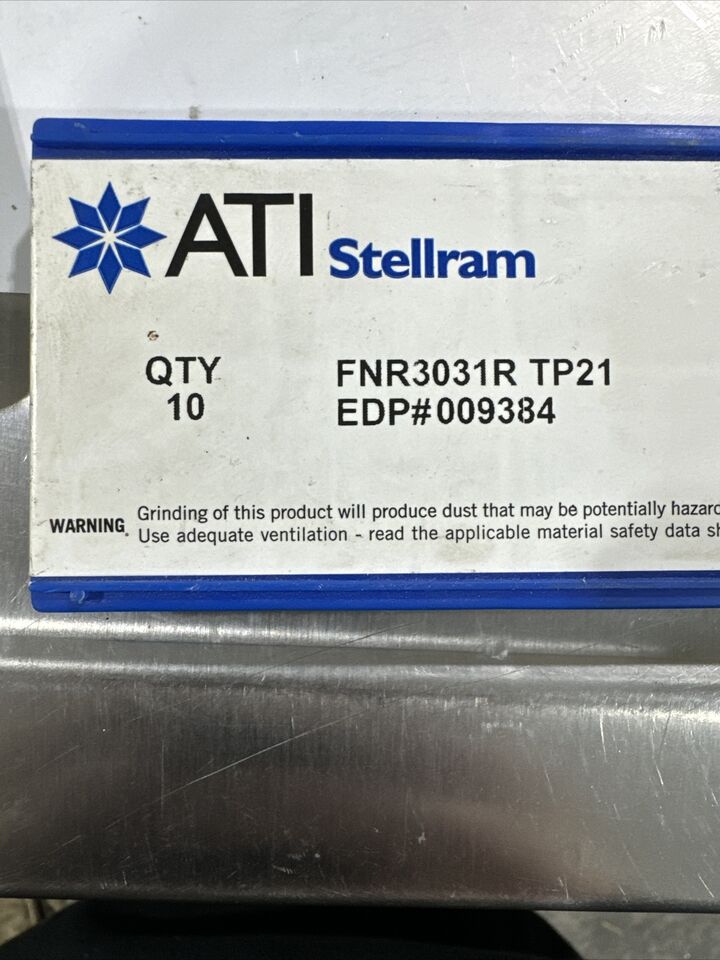 ATI Stellram
QTY
10
FNR3031R TP21
EDP#009384
WARNING
Grinding of this product will produce dust that may be potentially
Use adequate ventilation - read the applicable material safety data